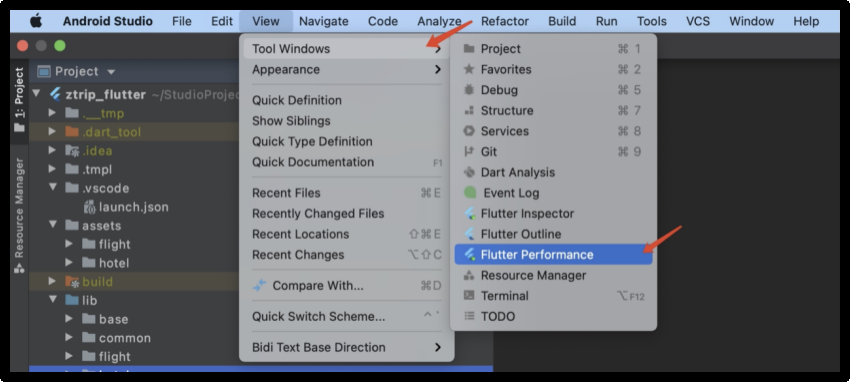 Android Studio File Edit View Navigate Code Analyze Refactor Build Run Tools VCS Window Help
1: Project
Resource Manager
Project
ztrip_flutter ~/StudioProjec
.___tmp
.dart_tool
.idea
.tmpl
.vscode
launch.json
assets
flight
hotel
build
lib
base
common
flight
Tool Windows
Appearance
Quick Definition
Show Siblings
Quick Type Definition
Quick Documentation F1
Recent Files ⌘E
Recently Changed Files
Recent Locations ⇧⌘E
Recent Changes ⌥⇧C
Compare With... ⌘D
Quick Switch Scheme... ^`
Bidi Text Base Direction
Project ⌘ 1
Favorites ⌘ 2
Debug ⌘ 5
Structure ⌘ 7
Services ⌘ 8
Git ⌘ 9
Dart Analysis
Event Log
Flutter Inspector
Flutter Outline
Flutter Performance
Resource Manager
Terminal ⌥F12
TODO